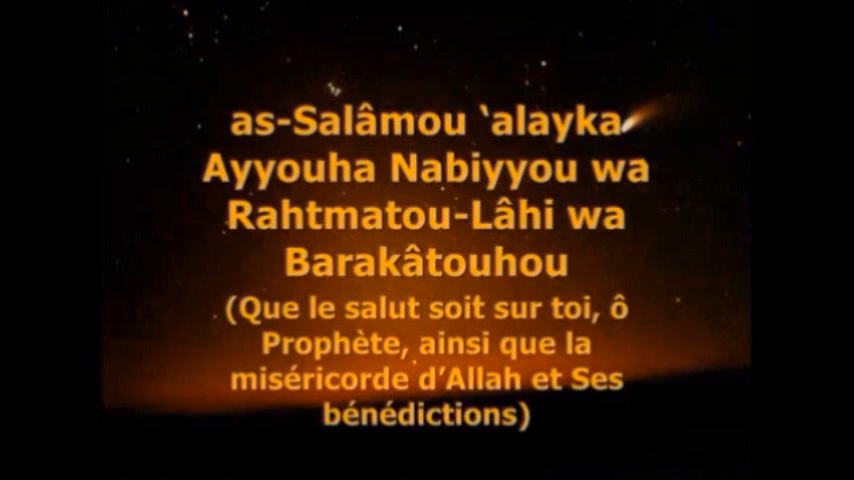 as-Salâmou ‘alayka
Ayyouha Nabiyyou wa
Rahtmatou-Lâhi wa
Barakâtouhou
(Que le salut soit sur toi, ô
Prophète, ainsi que la
miséricorde d’Allah et Ses
bénédictions)